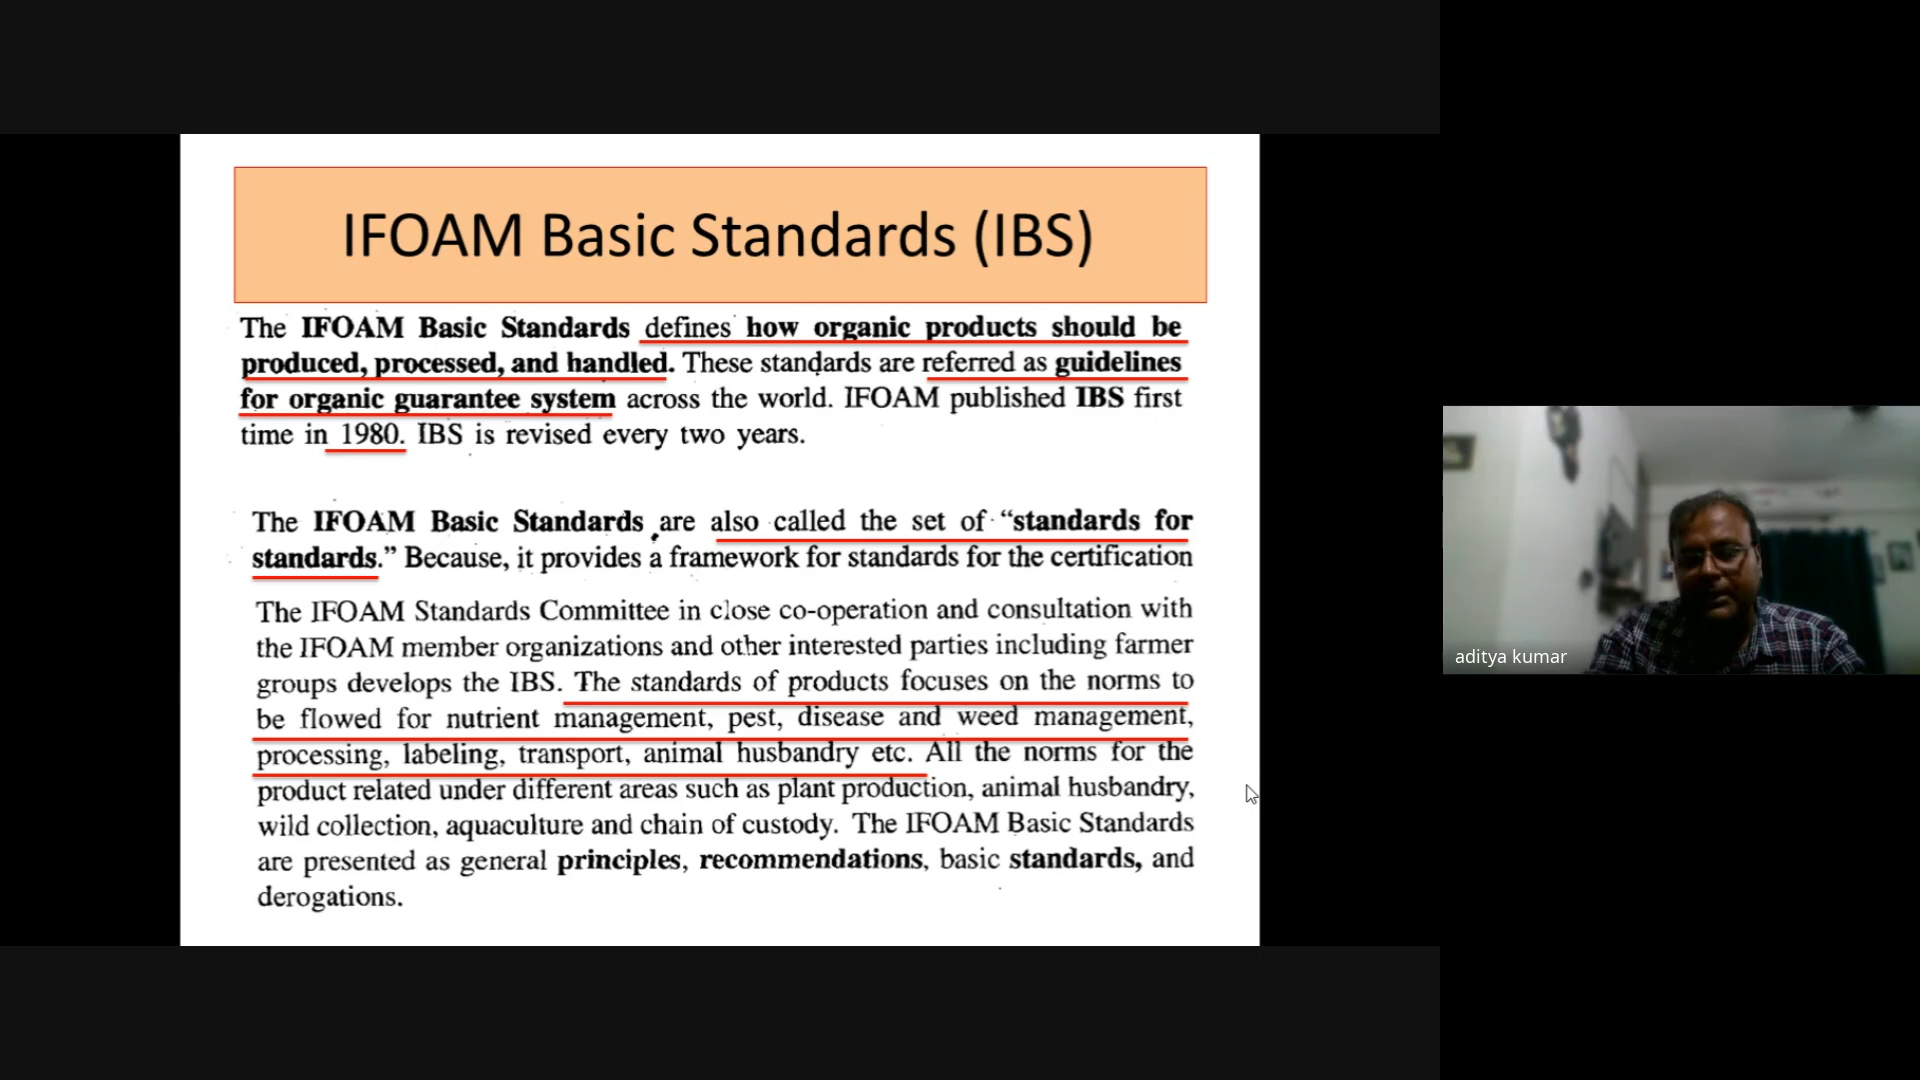 IFOAM Basic Standards (IBS)
The IFOAM Basic Standards defines how organic products should be
produced, processed, and handled. These standards are referred as guidelines
for organic guarantee system across the world. IFOAM published IBS first
time in 1980. IBS is revised every two years.
The IFOAM Basic Standards are also called the set of “standards for
standards.” Because, it provides a framework for standards for the certification
The IFOAM Standards Committee in close co-operation and consultation with
the IFOAM member organizations and other interested parties including farmer
groups develops the IBS. The standards of products focuses on the norms to
be flowed for nutrient management, pest, disease and weed management,
processing, labeling, transport, animal husbandry etc. All the norms for the
product related under different areas such as plant production, animal husbandry,
wild collection, aquaculture and chain of custody. The IFOAM Basic Standards
are presented as general principles, recommendations, basic standards, and
derogations.
aditya kumar